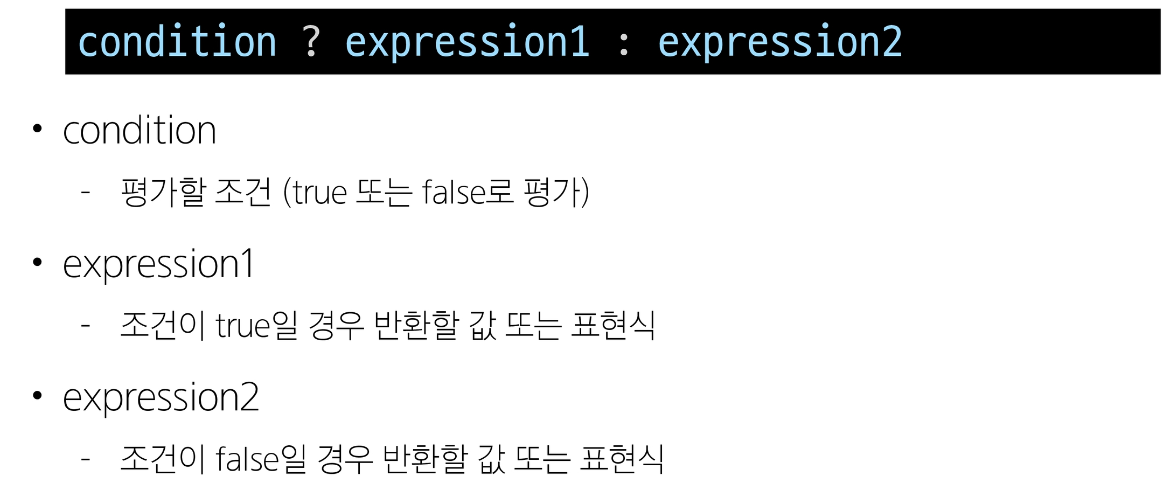 condition ? expression1 : expression2
• condition
- 평가할 조건 (true 또는 false로 평가)
• expression1
- 조건이 true일 경우 반환할 값 또는 표현식
• expression2
- 조건이 false일 경우 반환할 값 또는 표현식